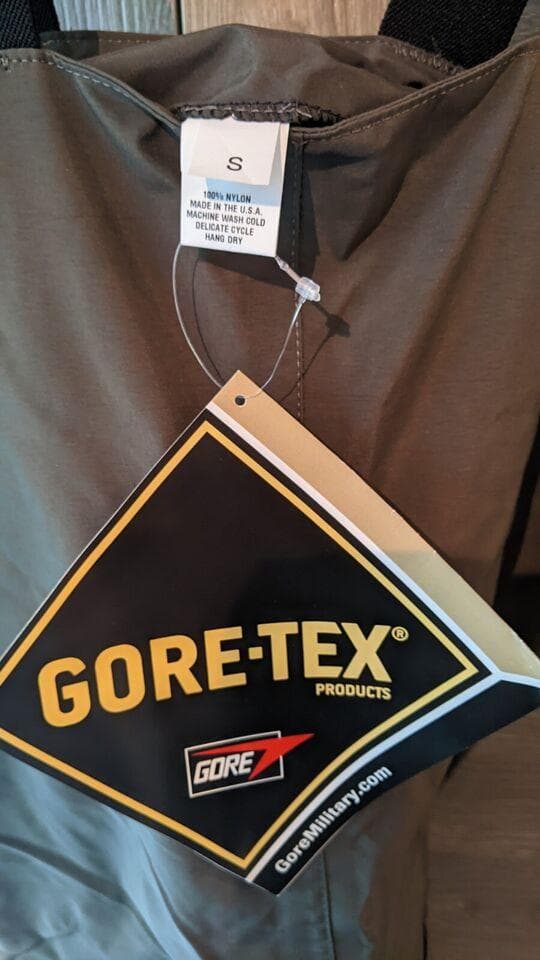 S
100% NYLON
MADE IN THE U.S.A.
MACHINE WASH COLD
DELICATE CYCLE
HANG DRY
GORE-TEX®
PRODUCTS
GORE
GoreMilitary.com